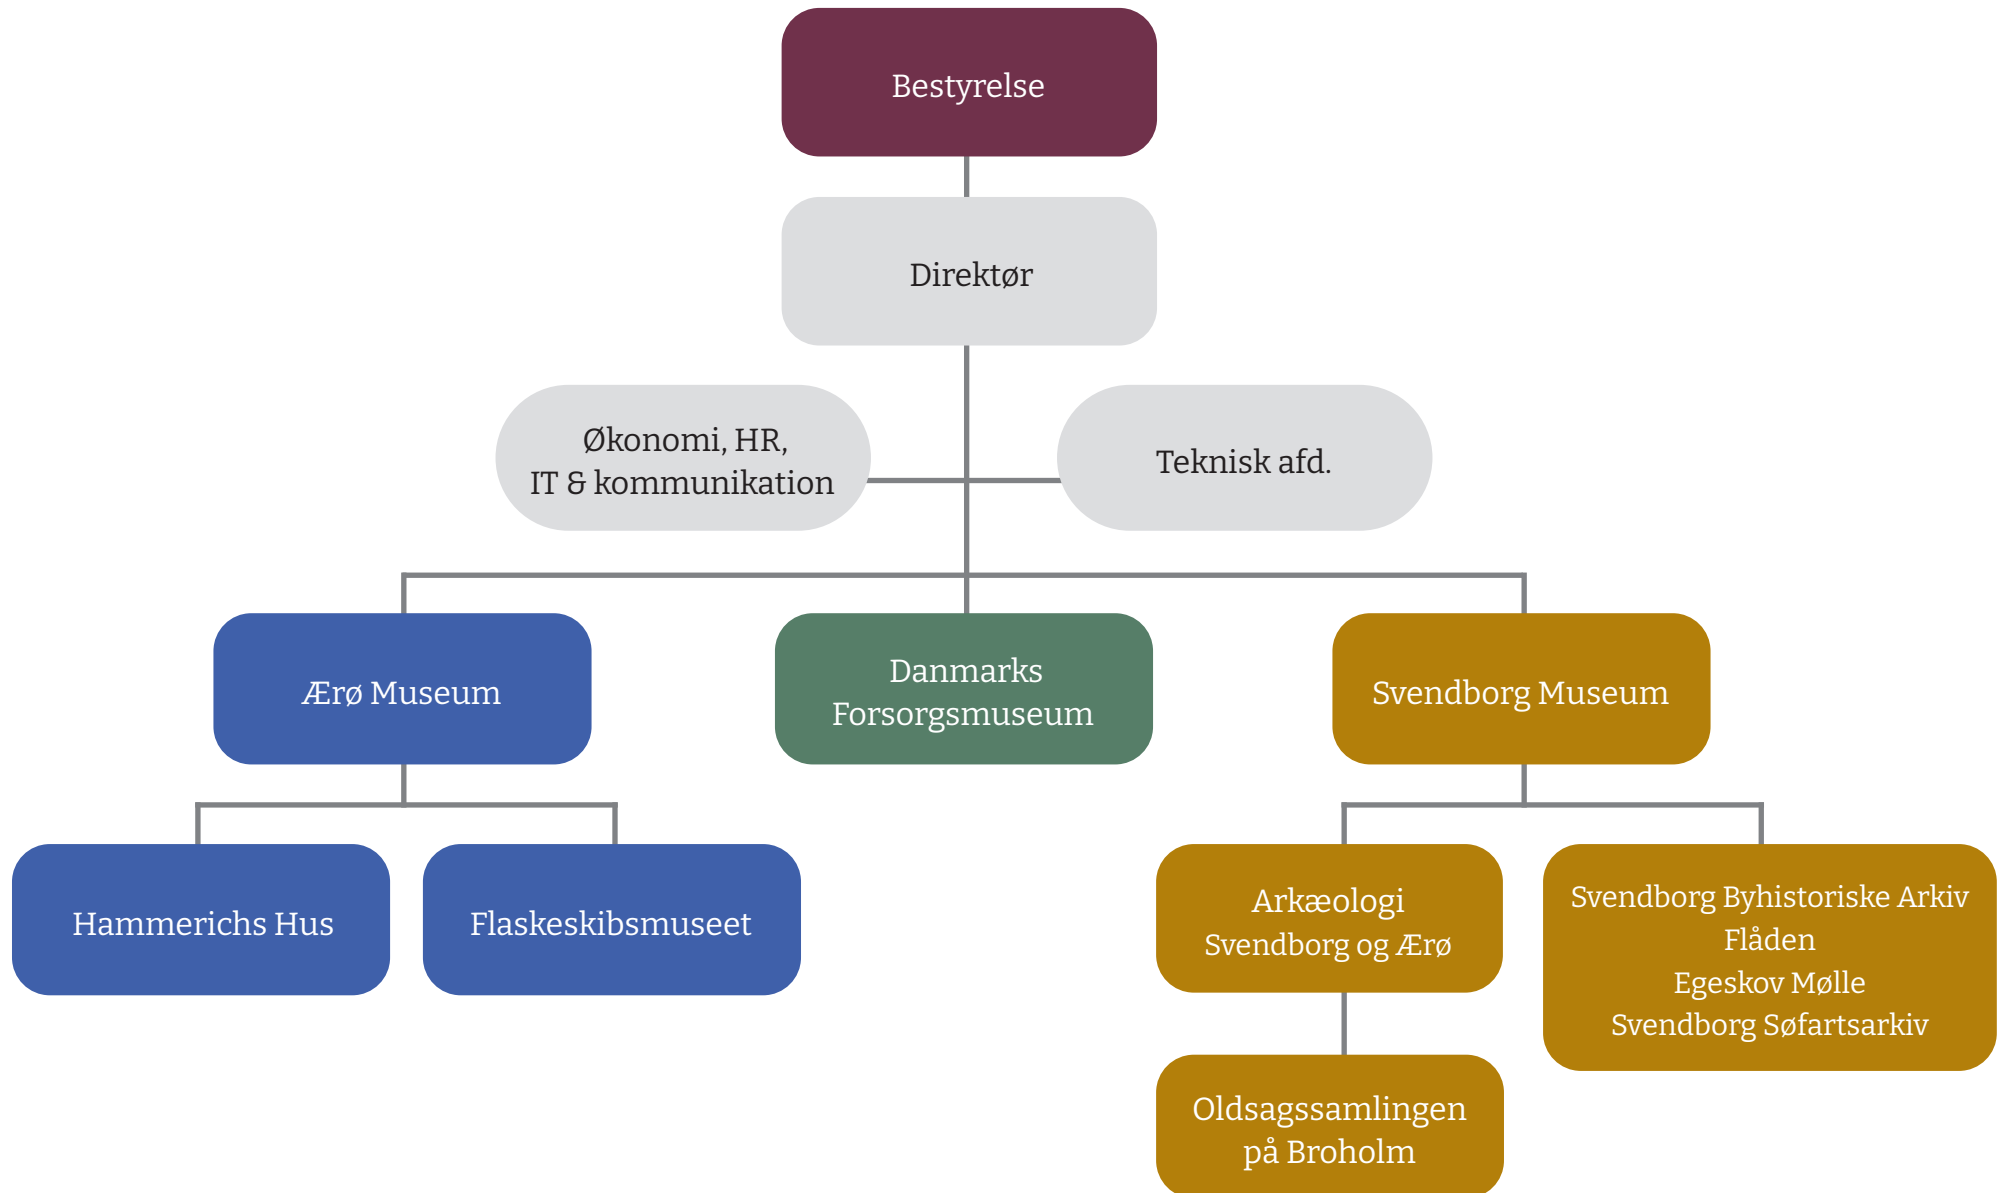 Bestyrelse
Direktør
Økonomi, HR,
IT & kommunikation
Teknisk afd.
Ærø Museum
Danmarks
Forsorgsmuseum
Svendborg Museum
Hammerichs Hus
Flaskeskibsmuseet
Arkæologi
Svendborg og Ærø
Svendborg Byhistoriske Arkiv
Flåden
Egeskov Mølle
Svendborg Søfartsarkiv
Oldsagssamlingen
på Broholm